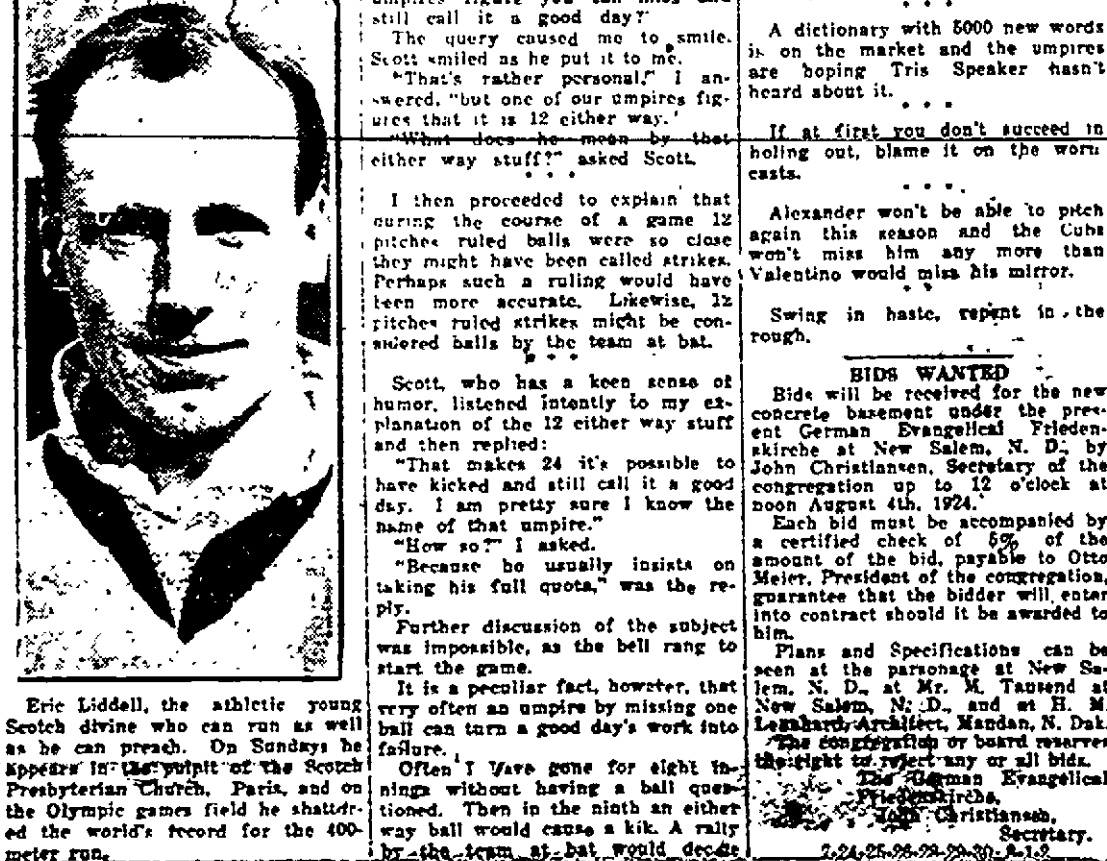 Eric Liddell, the athletic young
Scotch divine who can run as well
as he can preach. On Sundays he
appears in the pulpit of the Scotch
Presbyterian Church, Paris, and on
the Olympic games field he shatter-
ed the world's record for the 400-
meter run.
umpires figure you can miss and
still call it a good day?"
The query caused me to smile.
Scott smiled as he put it to me.
"That's rather personal," I an-
swered, "but one of our umpires fig-
ures that it is 12 either way.'
"What does he mean by that
either way stuff?" asked Scott.
* * *
I then proceeded to explain that
during the course of a game 12
pitches ruled balls were so close
they might have been called strikes.
Perhaps such a ruling would have
been more accurate. Likewise, 12
pitches ruled strikes might be con-
sidered balls by the team at bat.
* * *
Scott, who has a keen sense of
humor, listened intently to my ex-
planation of the 12 either way stuff
and then replied:
"That makes 24 it's possible to
have kicked and still call it a good
day. I am pretty sure I know the
name of that umpire."
"How so?" I asked.
"Because he usually insists on
taking his full quota," was the re-
ply.
Further discussion of the subject
was impossible, as the bell rang to
start the game.
It is a peculiar fact, however, that
very often an umpire by missing one
ball can turn a good day's work into
failure.
Often I have gone for eight in-
nings without having a ball ques-
tioned. Then in the ninth an either
way ball would cause a kik. A rally
by the team at bat would decide
* * *
A dictionary with 5000 new words
is on the market and the umpires
are hoping Tris Speaker hasn't
heard about it.
* * *
If at first you don't succeed in
holing out, blame it on the worm
casts.
* * *
Alexander won't be able to pitch
again this season and the Cubs
won't miss him any more than
Valentino would miss his mirror.
* * *
Swing in haste, repent in the
rough.
BIDS WANTED
Bids will be received for the new
concrete basement under the pres-
ent German Evangelical Frieden-
skirche at New Salem, N. D., by
John Christiansen, Secretary of the
congregation up to 12 o'clock at
noon August 4th, 1924.
Each bid must be accompanied by
a certified check of 5% of the
amount of the bid, payable to Otto
Meier, President of the congregation,
guarantee that the bidder will enter
into contract should it be awarded to
him.
Plans and Specifications can be
seen at the parsonage at New Sa-
lem, N. D., at Mr. M. Tausend at
New Salem, N. D., and at H. M.
Leonhard, Architect, Mandan, N. Dak.
The congregation or board reserves
the right to reject any or all bids.
The German Evangelical
Friedenskirche,
John Christiansen,
Secretary.
7-24-25-26-28-29-30- 8-1-2